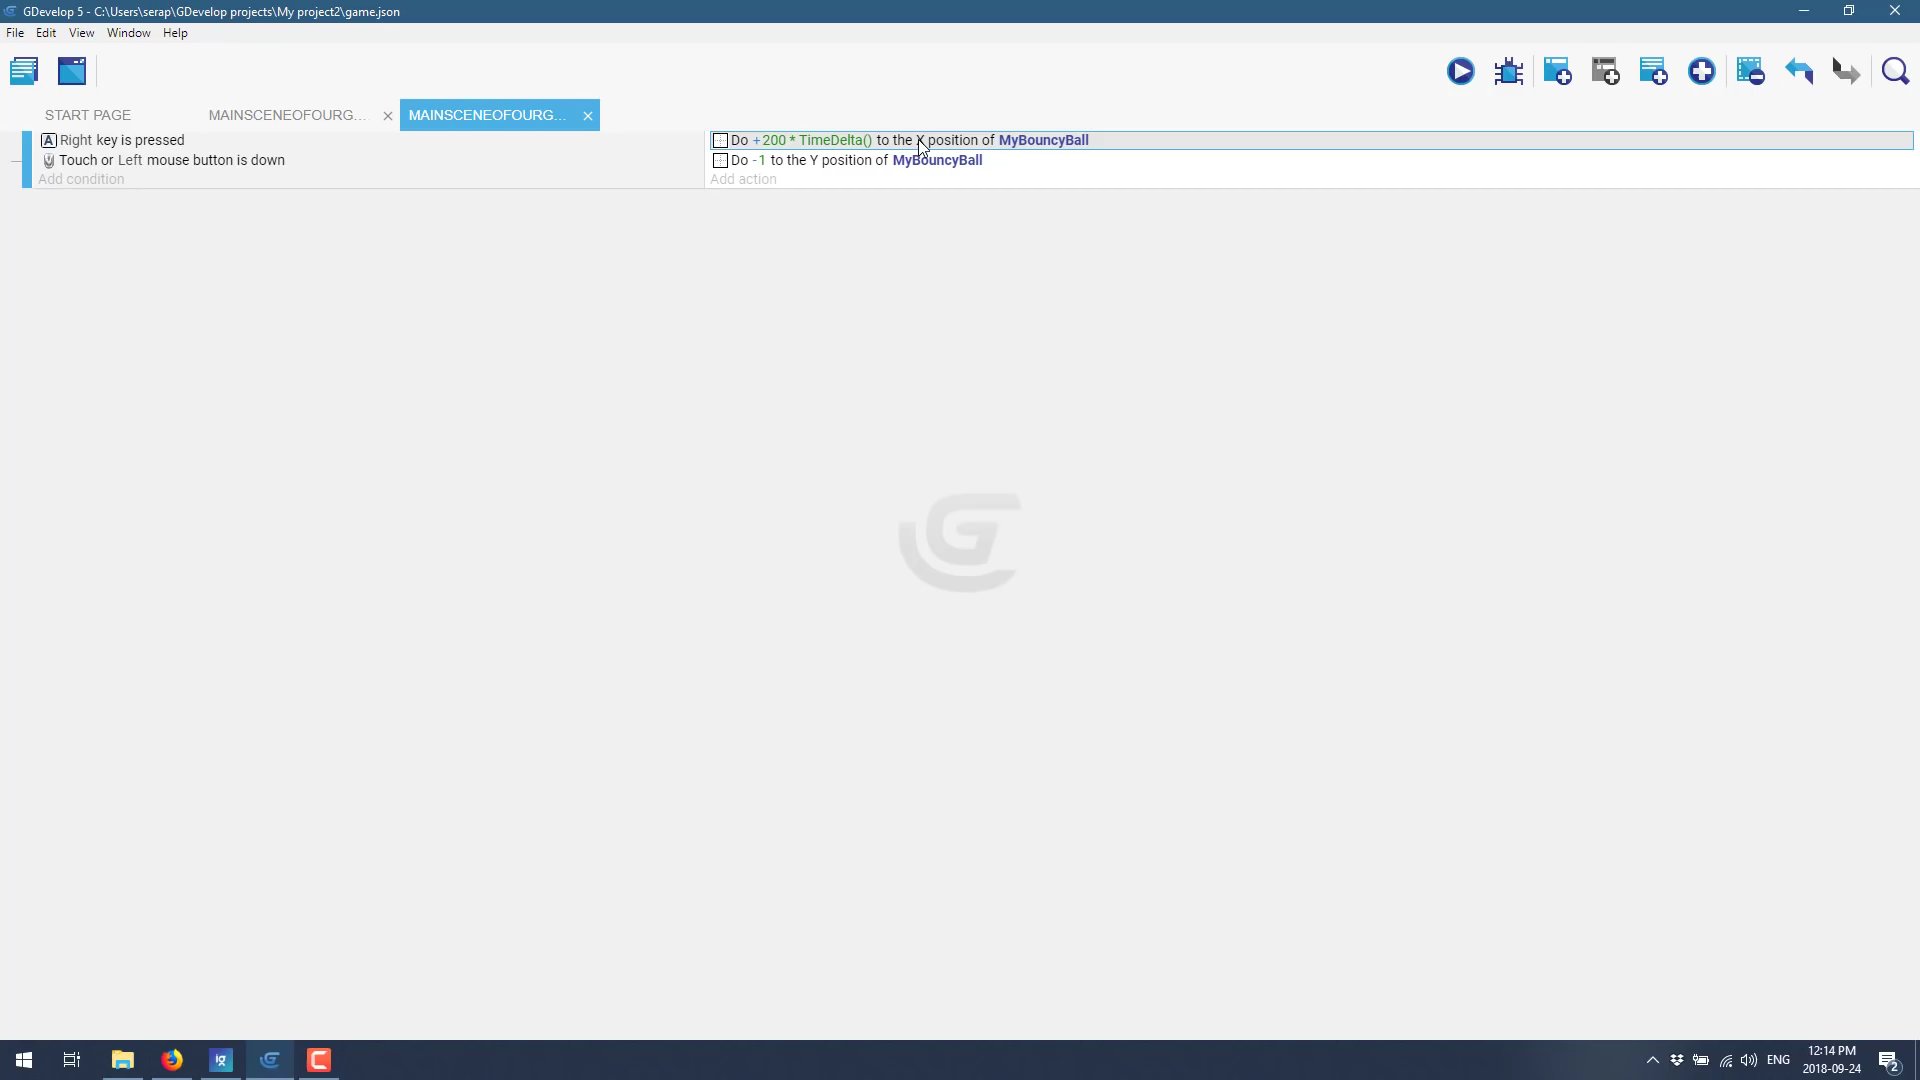 GDevelop 5 - C:\Users\serap\GDevelop projects\My project2\game.json
File Edit View Window Help
START PAGE MAINSCENEOFOURG... MAINSCENEOFOURG...
Right key is pressed
Touch or Left mouse button is down
Add condition
Do +200 * TimeDelta() to the X position of MyBouncyBall
Do -1 to the Y position of MyBouncyBall
Add action
ENG
12:14 PM
2018-09-24
2